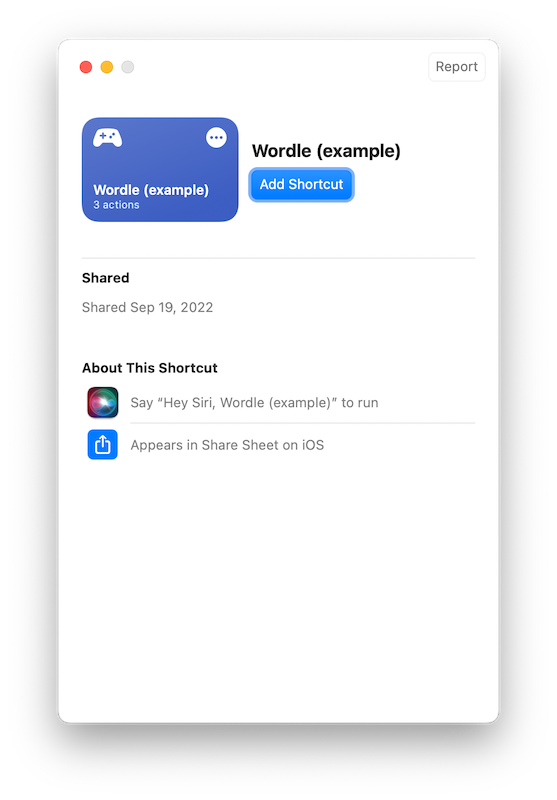 Report
Wordle (example)
3 actions
Wordle (example)
Add Shortcut
Shared
Shared Sep 19, 2022
About This Shortcut
Say “Hey Siri, Wordle (example)” to run
Appears in Share Sheet on iOS